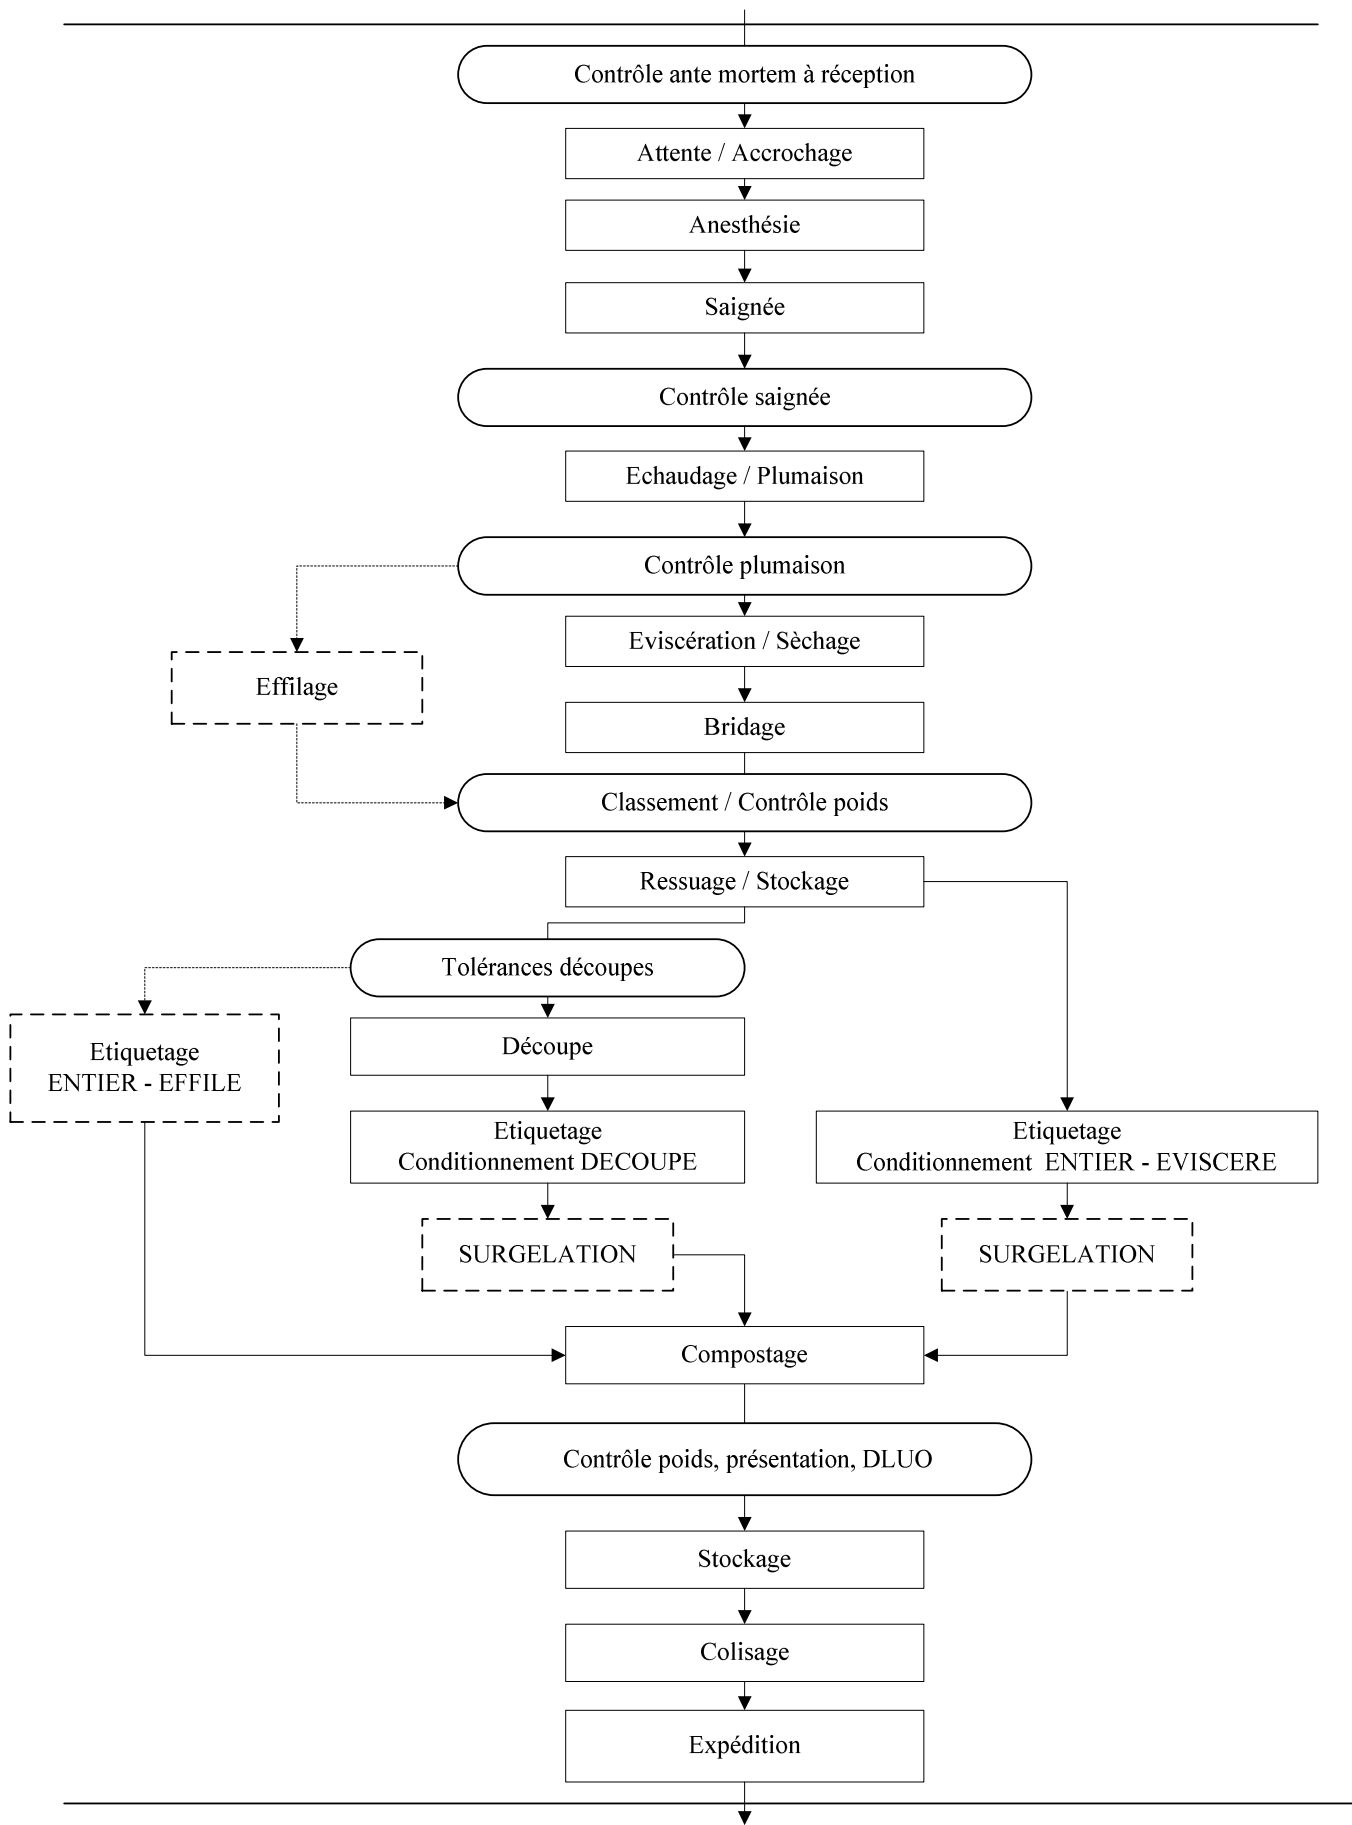 Contrôle ante mortem à réception
Attente / Accrochage
Anesthésie
Saignée
Contrôle saignée
Echaudage / Plumaison
Contrôle plumaison
Eviscération / Sèchage
Effilage
Bridage
Classement / Contrôle poids
Ressuage / Stockage
Tolérances découpes
Etiquetage
ENTIER - EFFILE
Découpe
Etiquetage
Conditionnement DECOUPE
Etiquetage
Conditionnement ENTIER - EVISCERE
SURGELATION
SURGELATION
Compostage
Contrôle poids, présentation, DLUO
Stockage
Colisage
Expédition